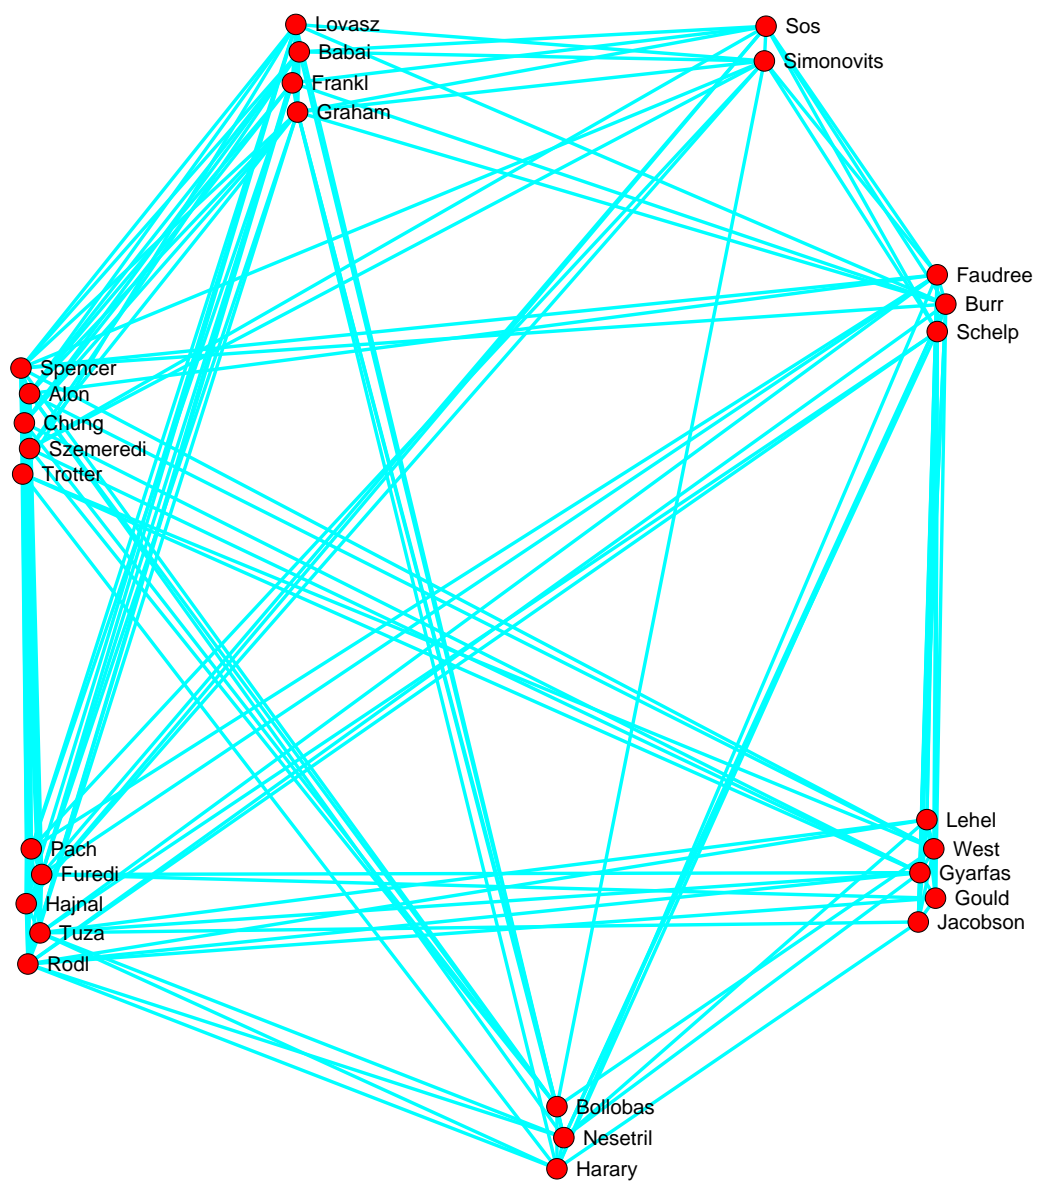 Lovasz
Babai
Frankl
Graham
Sos
Simonovits
Faudree
Burr
Schelp
Spencer
Alon
Chung
Szemeredi
Trotter
Pach
Furedi
Hajnal
Tuza
Rodl
Lehel
West
Gyarfas
Gould
Jacobson
Bollobas
Nesetril
Harary